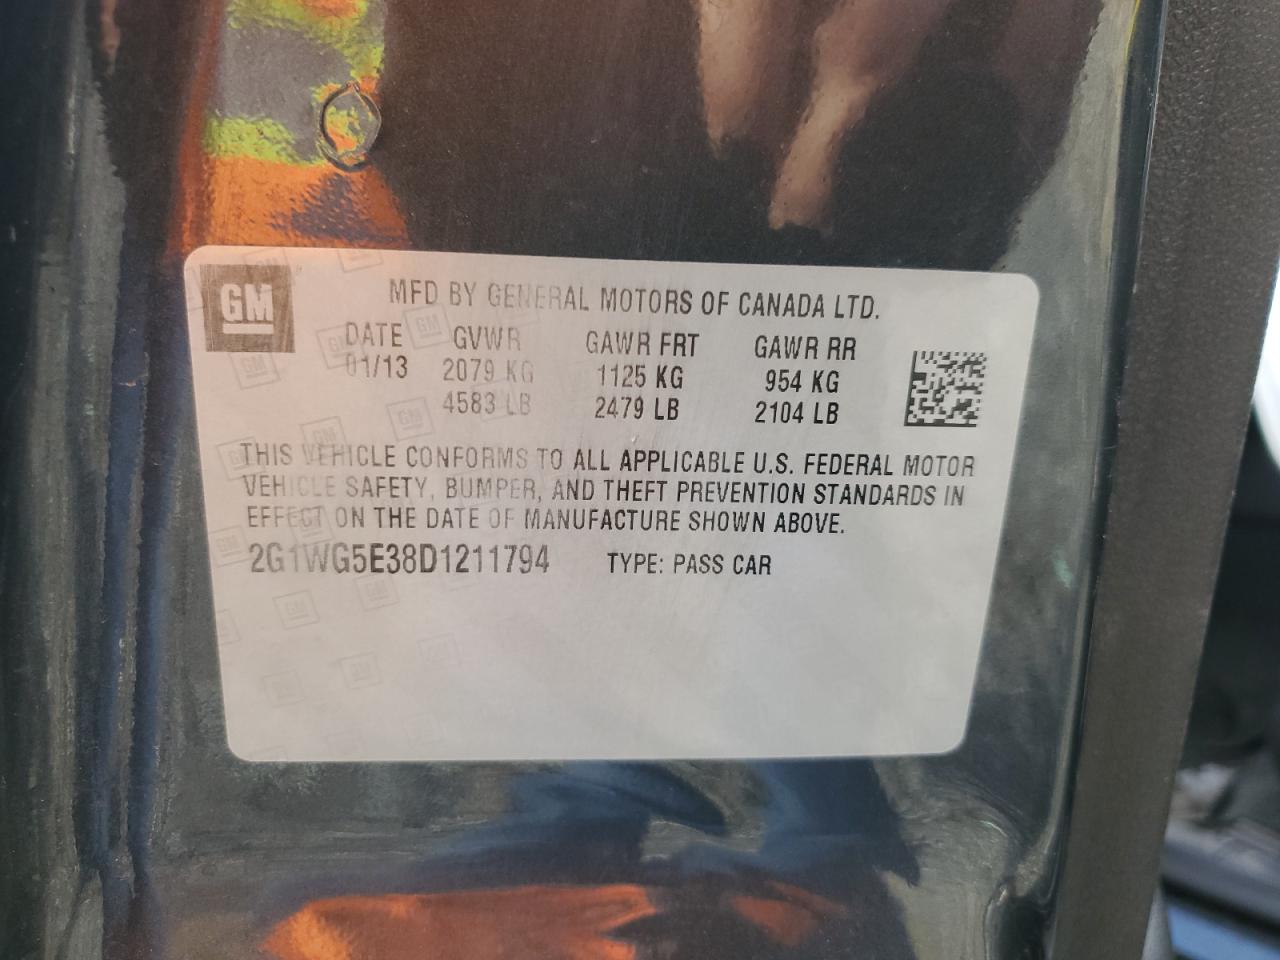 GM
MFD BY GENERAL MOTORS OF CANADA LTD.
DATE GVWR GAWR FRT GAWR RR
01/13 2079 KG 1125 KG 954 KG
4583 LB 2479 LB 2104 LB
THIS VEHICLE CONFORMS TO ALL APPLICABLE U.S. FEDERAL MOTOR
VEHICLE SAFETY, BUMPER, AND THEFT PREVENTION STANDARDS IN
EFFECT ON THE DATE OF MANUFACTURE SHOWN ABOVE.
2G1WG5E38D1211794 TYPE: PASS CAR